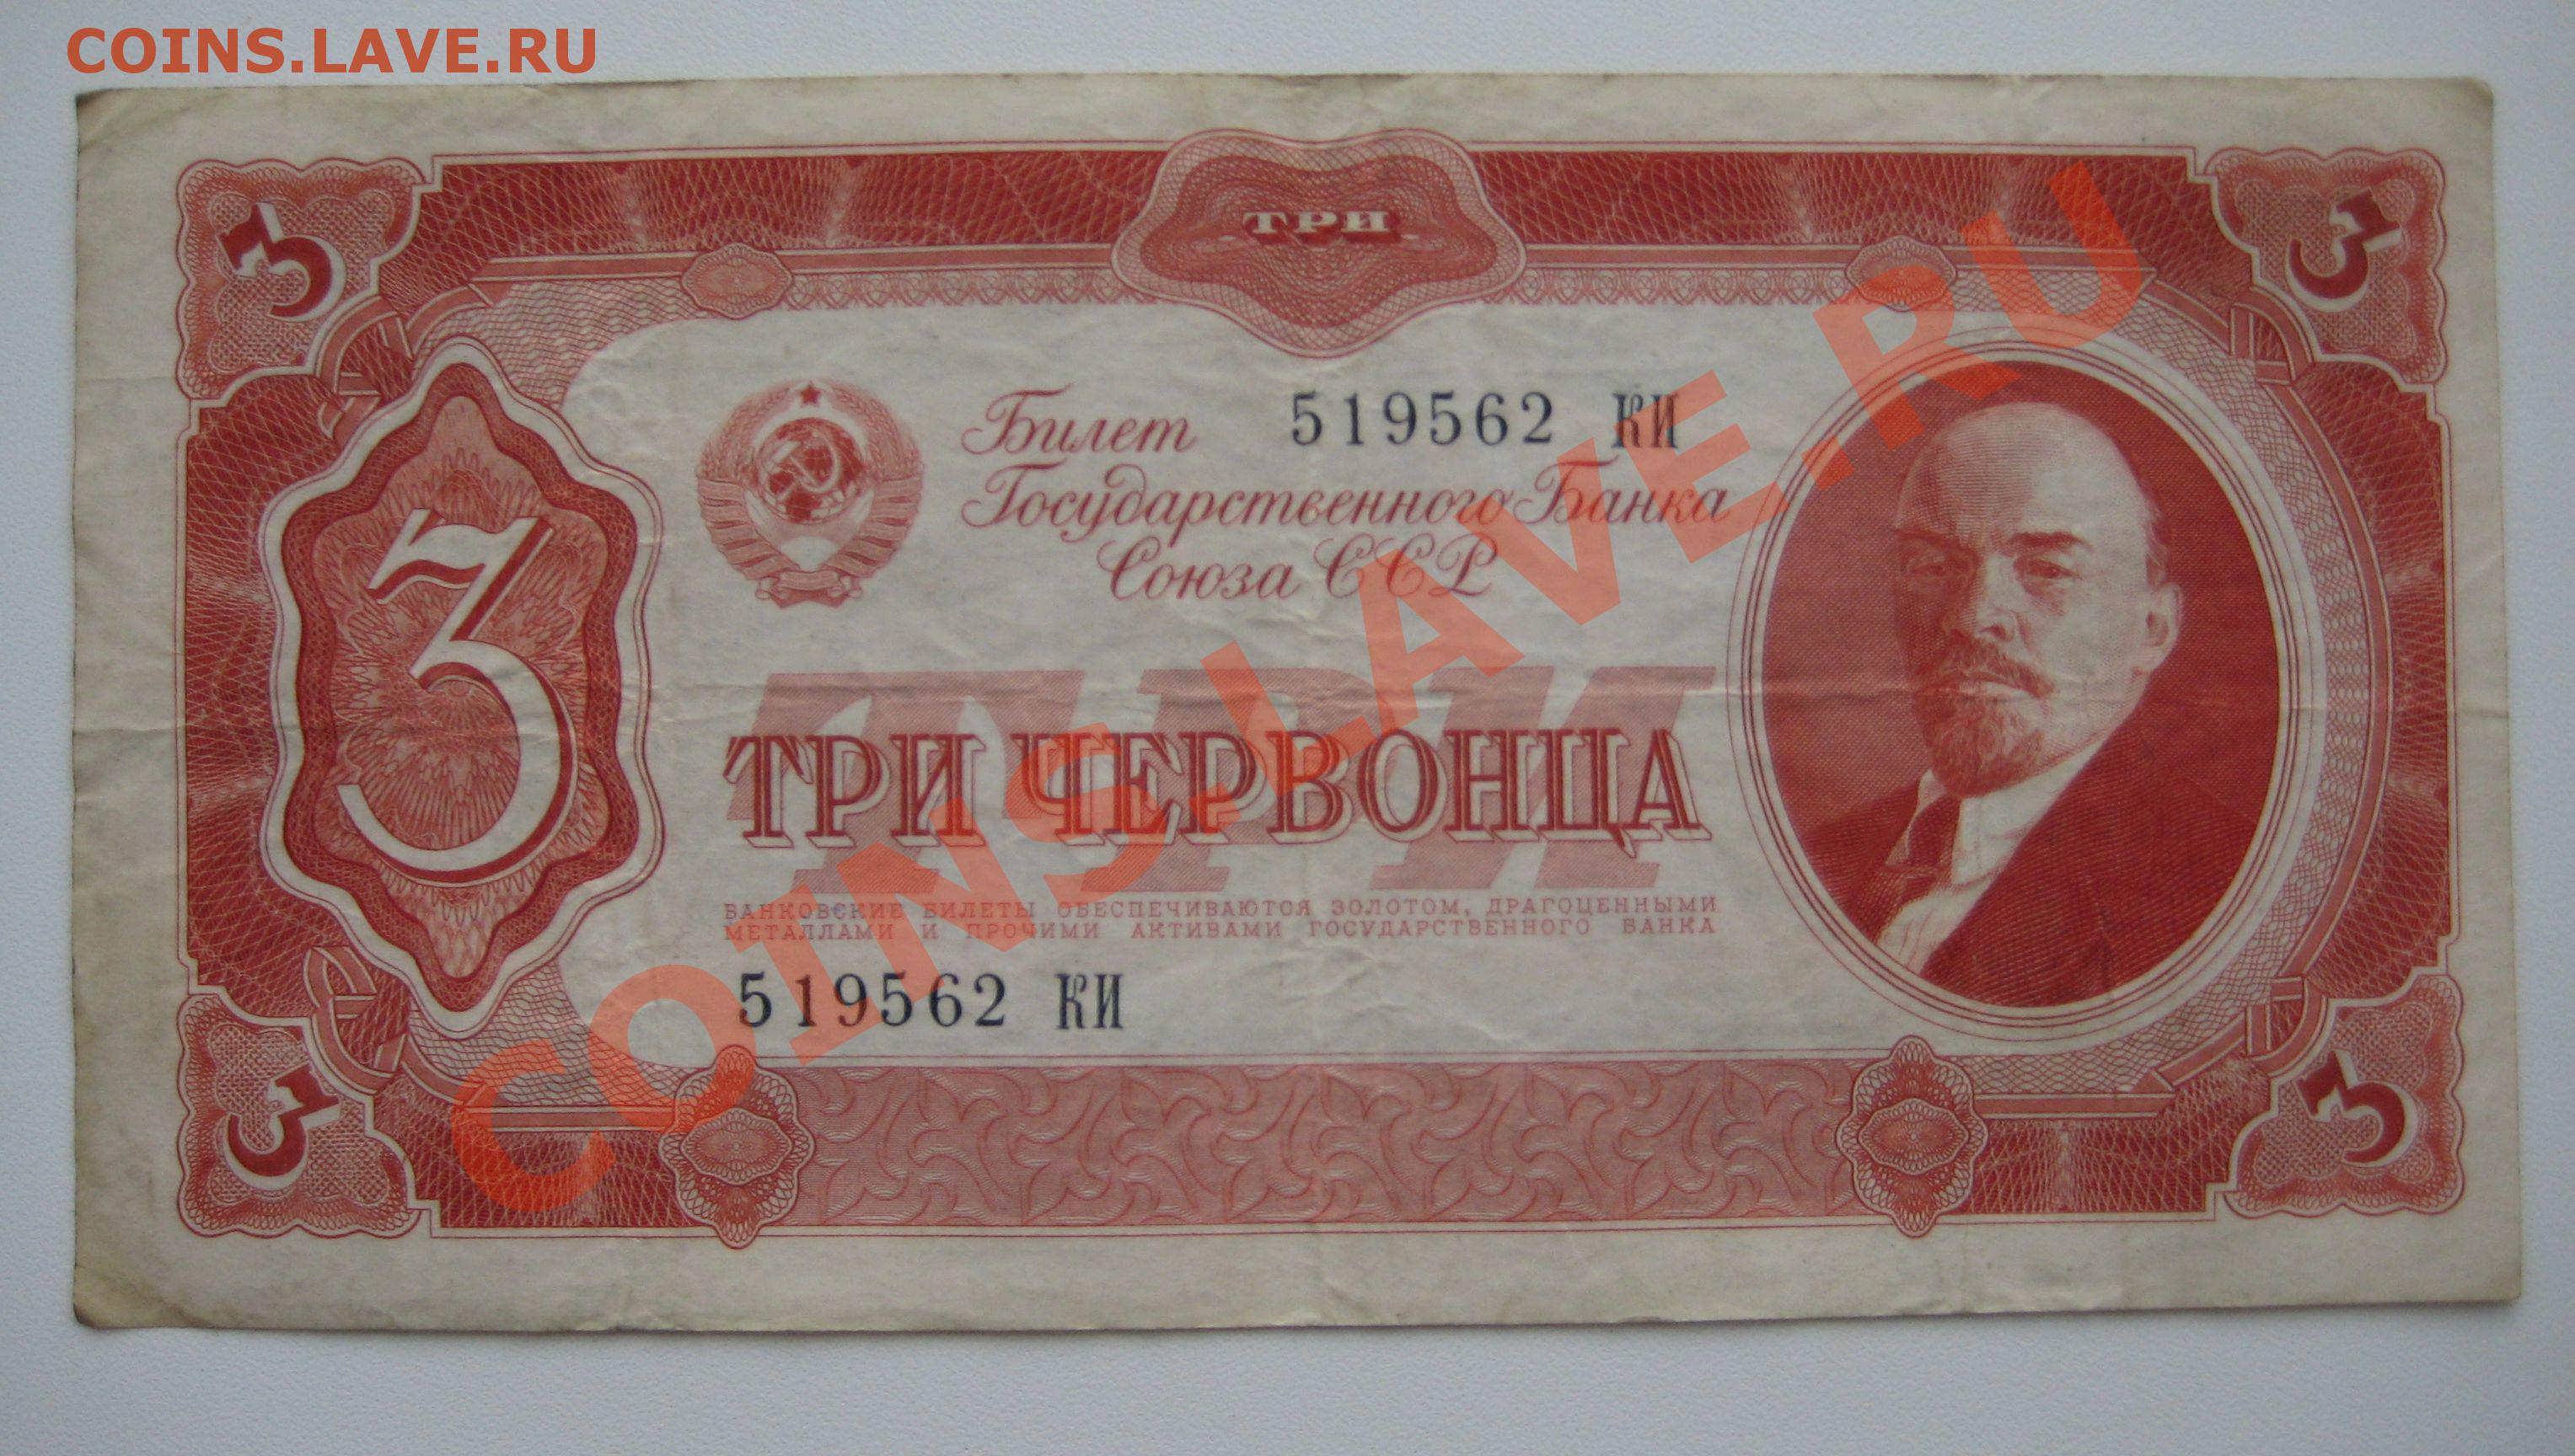 COINS.LAVE.RU
ТРИ
3
3
3
Билет 519562 КИ
Государственного Банка
Союза ССР
ТРИ
ТРИ ЧЕРВОНЦА
БАНКОВСКИЕ БИЛЕТЫ ОБЕСПЕЧИВАЮТСЯ ЗОЛОТОМ, ДРАГОЦЕННЫМИ
МЕТАЛЛАМИ И ПРОЧИМИ АКТИВАМИ ГОСУДАРСТВЕННОГО БАНКА
519562 КИ
3
3
COINS.LAVE.RU